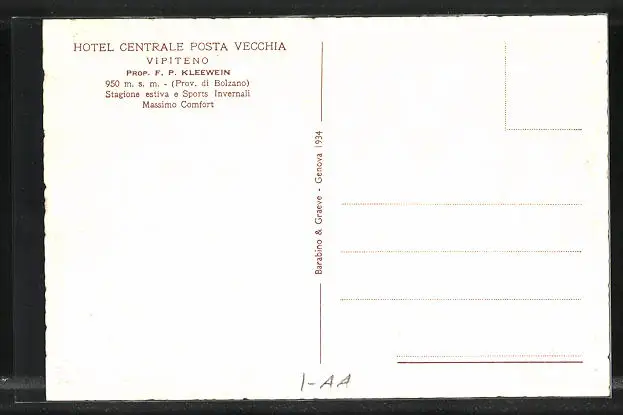 HOTEL CENTRALE POSTA VECCHIA
VIPITENO
PROP. F. P. KLEEWEIN
950 m. s. m. - (Prov. di Bolzano)
Stagione estiva e Sports Invernali
Massimo Comfort
Barabino & Graeve - Genova 1934
I-AA